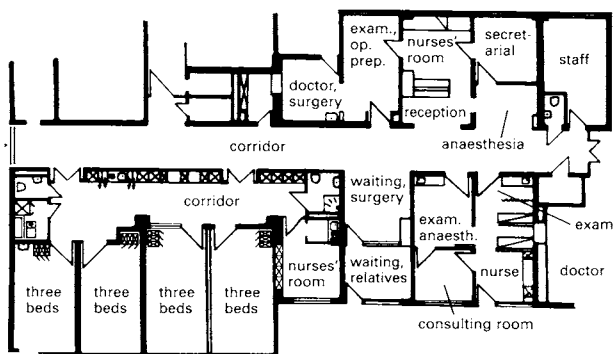 exam.,
op.
prep.
nurses'
room
secret-
arial
staff
doctor,
surgery
reception
anaesthesia
corridor
waiting,
surgery
corridor
exam.
anaesth.
exam
nurses'
room
waiting,
relatives
nurse
doctor
three
beds
three
beds
three
beds
three
beds
consulting room